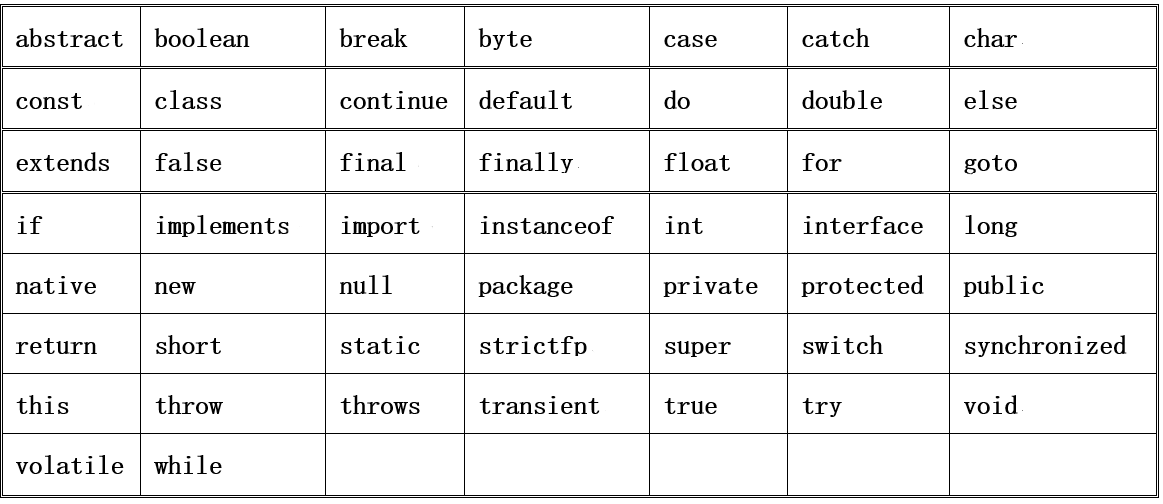 abstract boolean break byte case catch char
const class continue default do double else
extends false final finally float for goto
if implements import instanceof int interface long
native new null package private protected public
return short static strictfp super switch synchronized
this throw throws transient true try void
volatile while